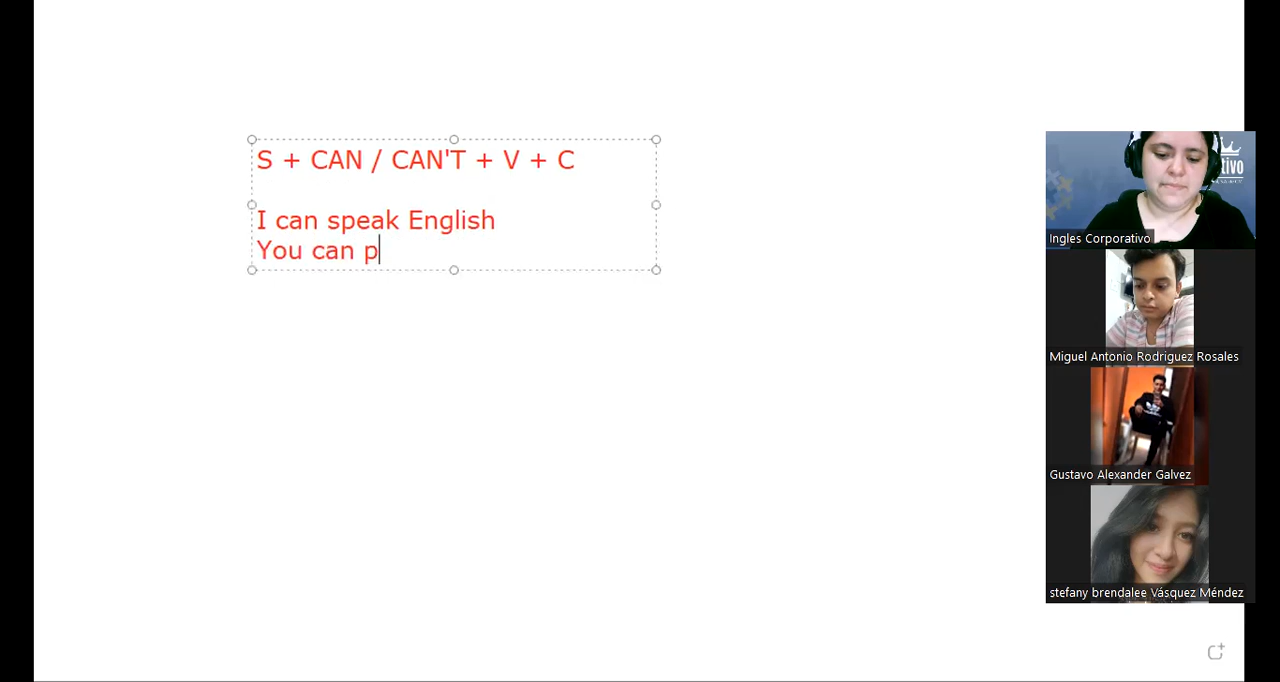 S + CAN / CAN'T + V + C
I can speak English
You can p
tivo
Ingles Corporativo
Miguel Antonio Rodriguez Rosales
Gustavo Alexander Galvez
stefany brendalee Vásquez Méndez